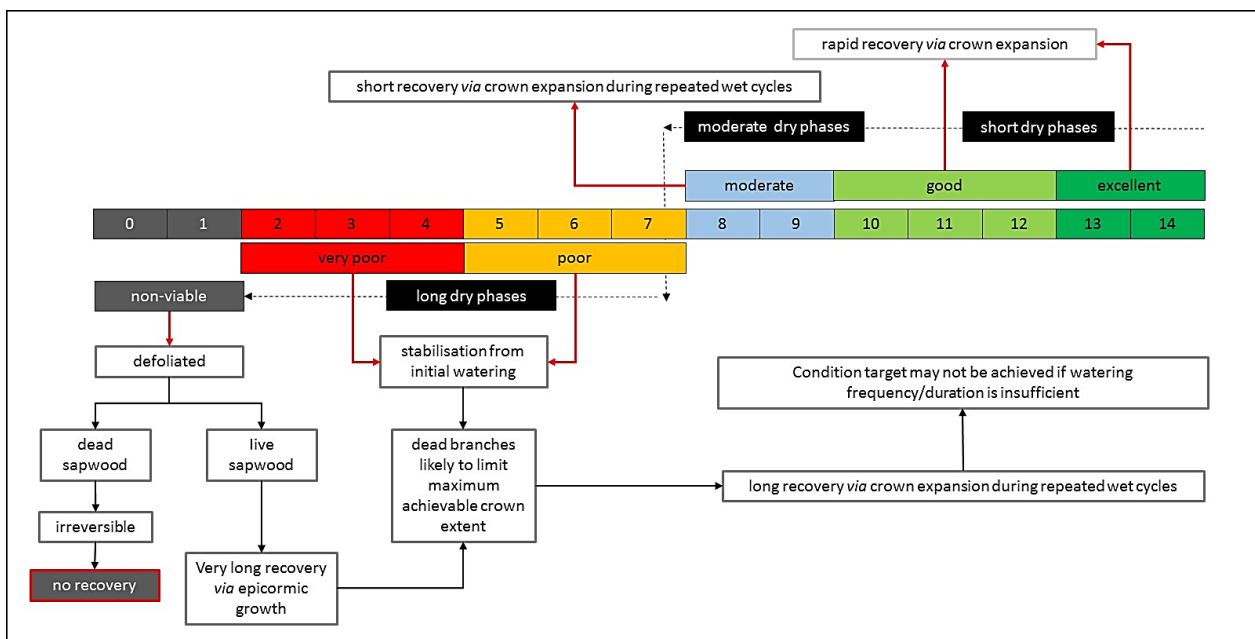 rapid recovery via crown expansion
short recovery via crown expansion during repeated wet cycles
moderate dry phases
short dry phases
moderate
good
excellent
0 1 2 3 4 5 6 7 8 9 10 11 12 13 14
very poor
poor
non-viable
long dry phases
defoliated
stabilisation from
initial watering
Condition target may not be achieved if watering
frequency/duration is insufficient
dead
sapwood
live
sapwood
dead branches
likely to limit
maximum
achievable crown
extent
long recovery via crown expansion during repeated wet cycles
irreversible
no recovery
Very long recovery
via epicormic
growth